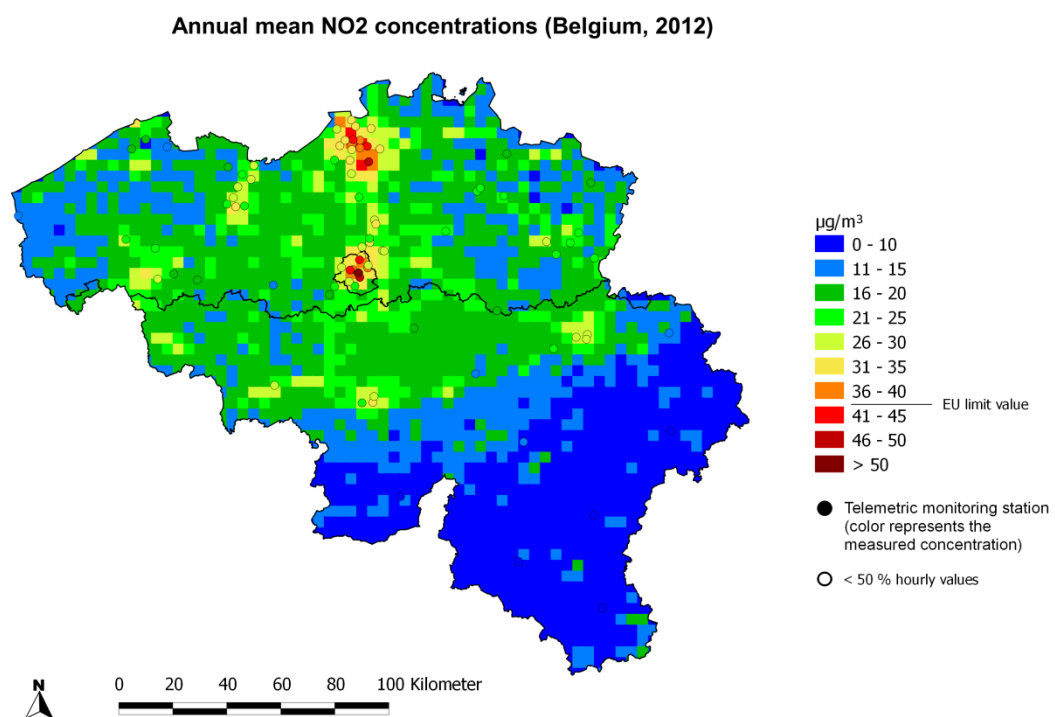 Annual mean NO2 concentrations (Belgium, 2012)
µg/m³
0 - 10
11 - 15
16 - 20
21 - 25
26 - 30
31 - 35
36 - 40
EU limit value
41 - 45
46 - 50
> 50
Telemetric monitoring station
(color represents the
measured concentration)
< 50 % hourly values
N
0 20 40 60 80 100 Kilometer